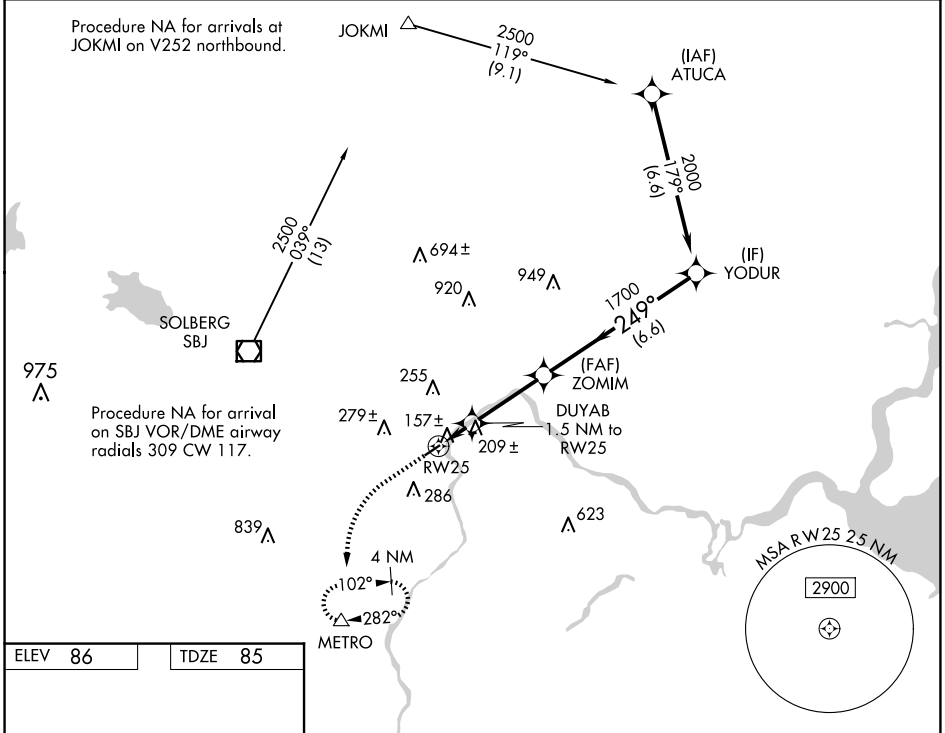 Procedure NA for arrivals at
JOKMI on V252 northbound.
JOKMI
2500
119°
(9.1)
(IAF)
ATUCA
2000
179°
(6.6)
2500
039°
(13)
694 ±
920
949
(IF)
YODUR
1700
249°
(6.6)
SOLBERG
SBJ
975
(FAF)
ZOMIM
255
Procedure NA for arrival
on SBJ VOR/DME airway
radials 309 CW 117.
279 ±
157 ±
DUYAB
1.5 NM to
RW25
209 ±
RW25
286
623
839
4 NM
102°
282°
METRO
MSA RW25 25 NM
2900
ELEV 86
TDZE 85